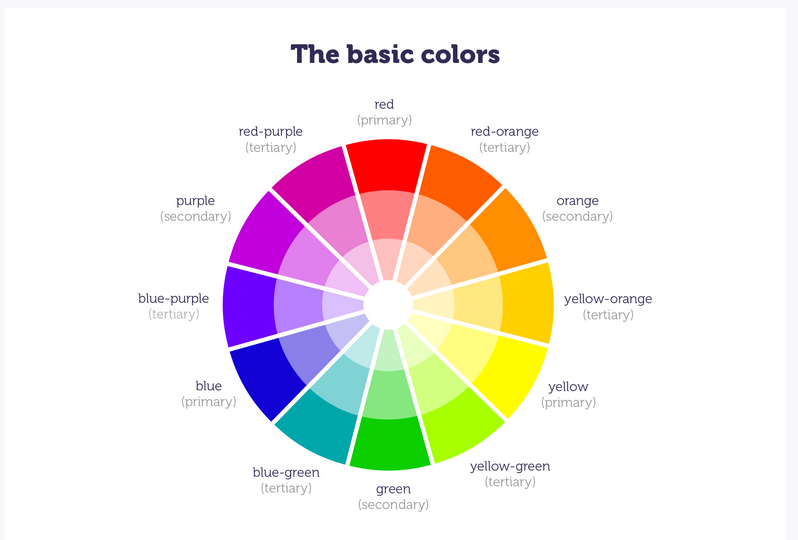 The basic colors
red
(primary)
red-orange
(tertiary)
orange
(secondary)
yellow-orange
(tertiary)
yellow
(primary)
yellow-green
(tertiary)
green
(secondary)
blue-green
(tertiary)
blue
(primary)
blue-purple
(tertiary)
purple
(secondary)
red-purple
(tertiary)